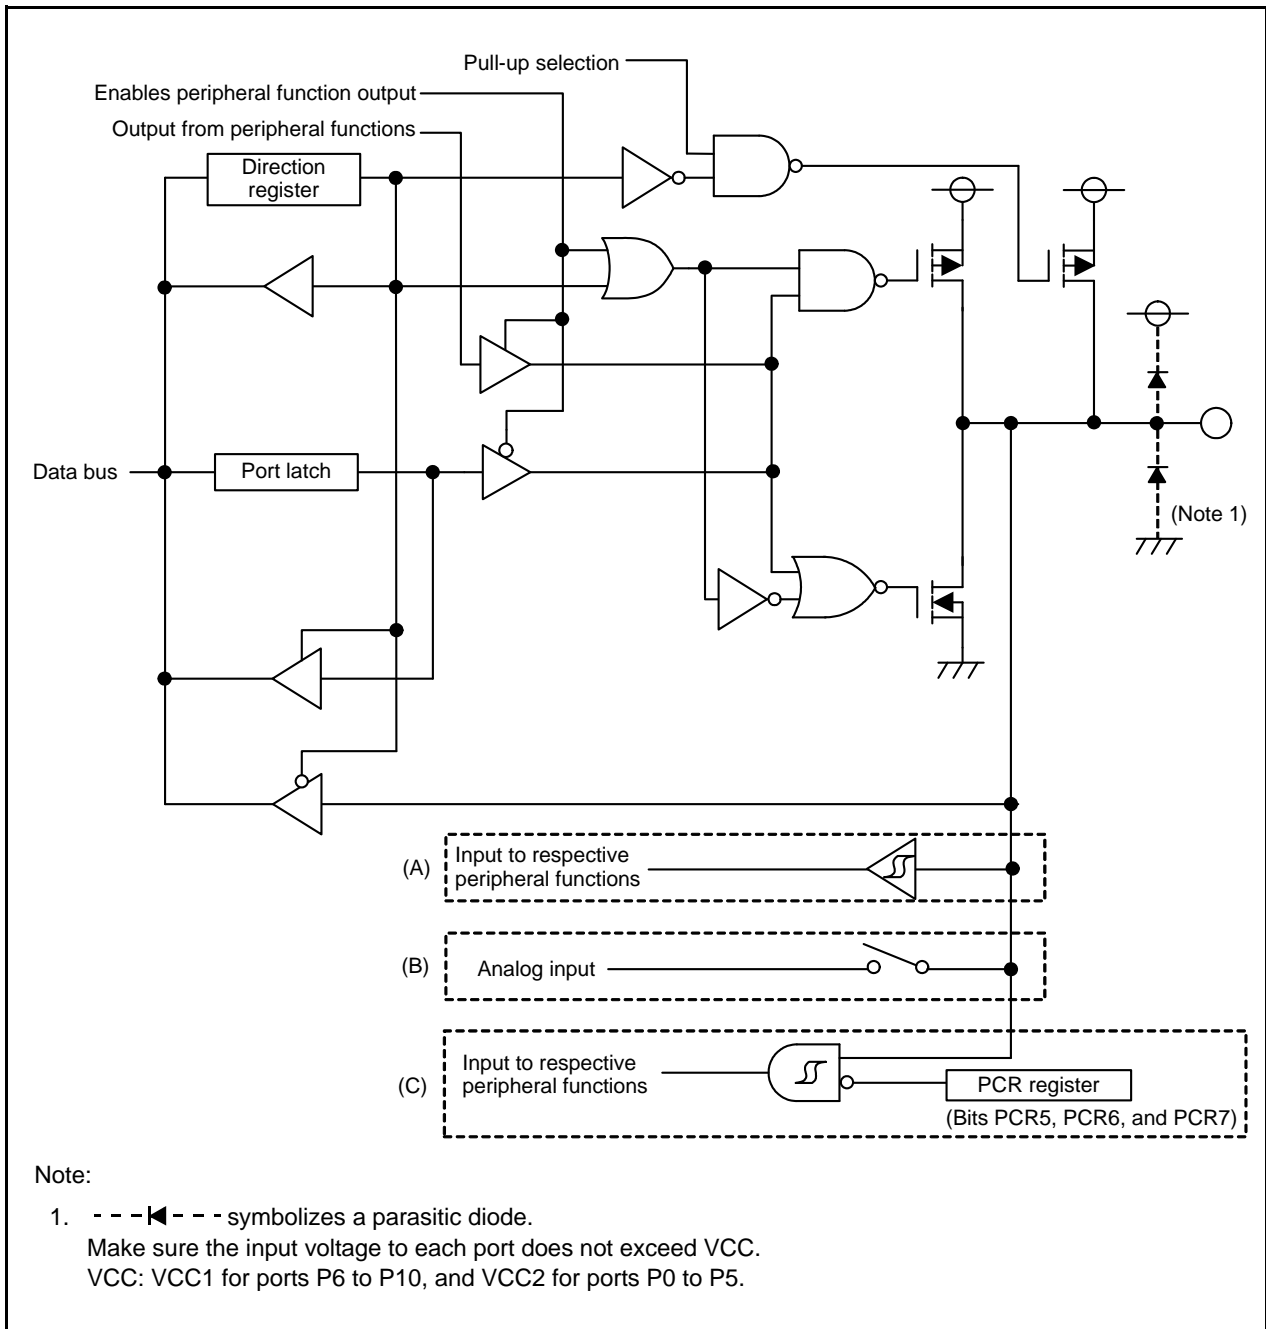 Pull-up selection
Enables peripheral function output
Output from peripheral functions
Direction
register
Data bus
Port latch
(Note 1)
(A)
Input to respective
peripheral functions
(B)
Analog input
(C)
Input to respective
peripheral functions
PCR register
(Bits PCR5, PCR6, and PCR7)
Note:
1. symbolizes a parasitic diode.
Make sure the input voltage to each port does not exceed VCC.
VCC: VCC1 for ports P6 to P10, and VCC2 for ports P0 to P5.